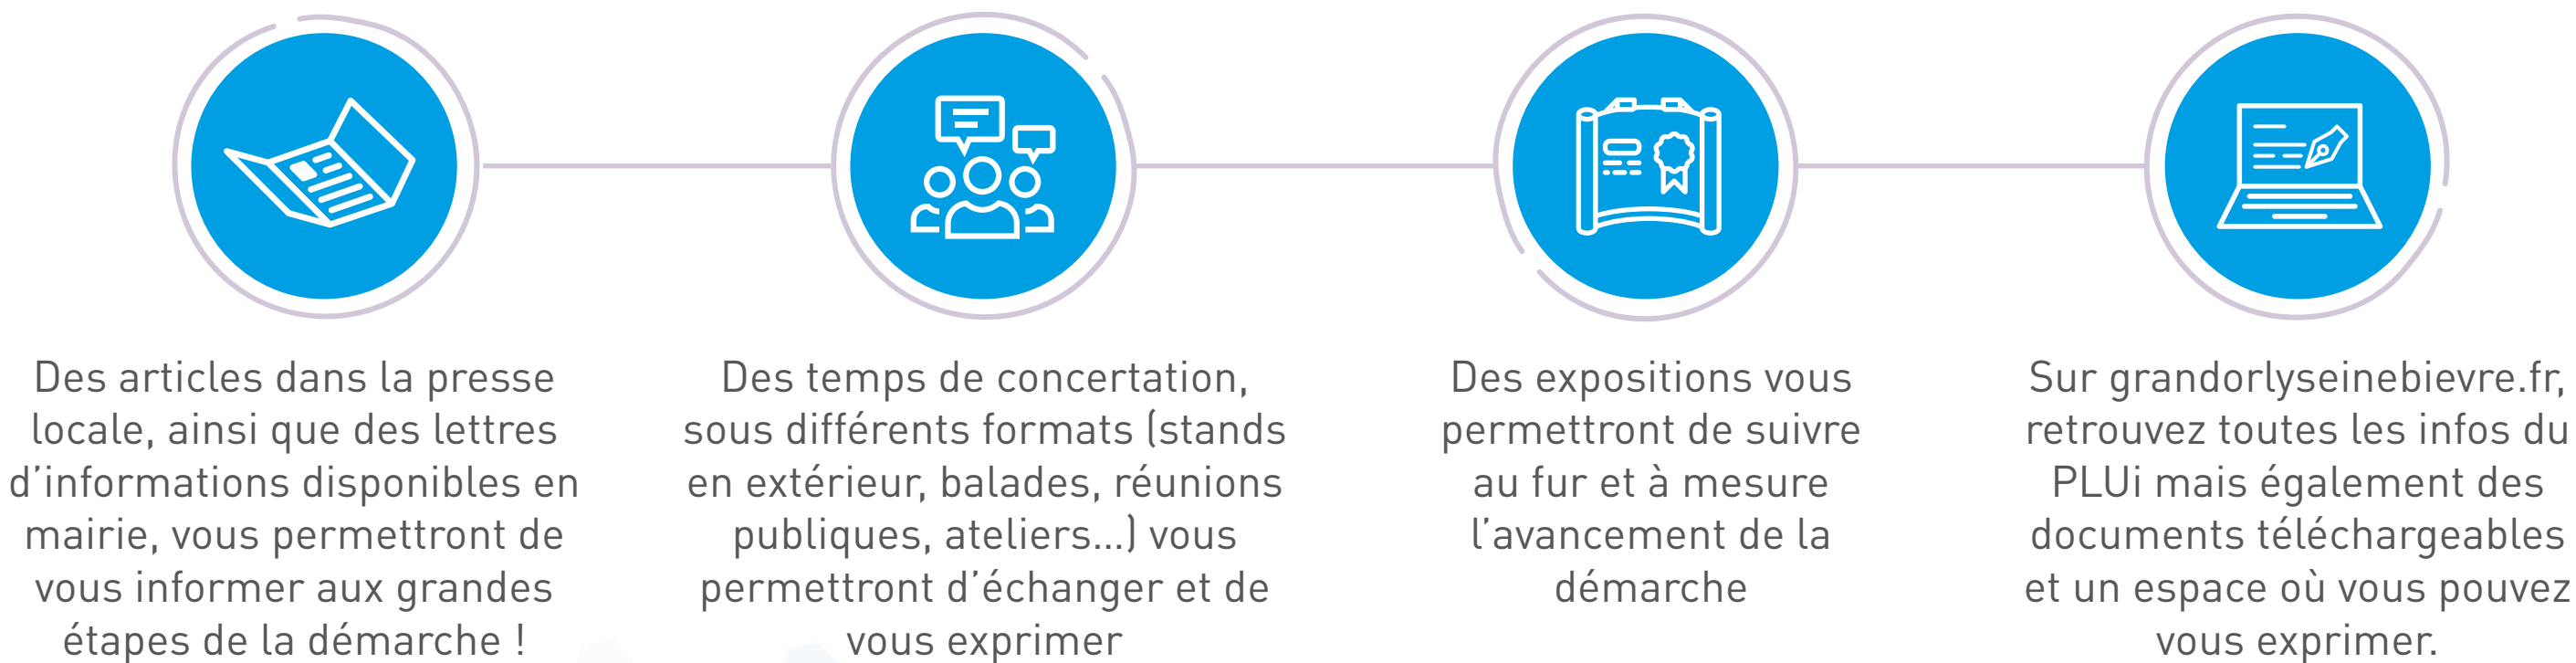 Des articles dans la presse
locale, ainsi que des lettres
d’informations disponibles en
mairie, vous permettront de
vous informer aux grandes
étapes de la démarche !
Des temps de concertation,
sous différents formats (stands
en extérieur, balades, réunions
publiques, ateliers...) vous
permettront d’échanger et de
vous exprimer
Des expositions vous
permettront de suivre
au fur et à mesure
l’avancement de la
démarche
Sur grandorlyseinebievre.fr,
retrouvez toutes les infos du
PLUi mais également des
documents téléchargeables
et un espace où vous pouvez
vous exprimer.